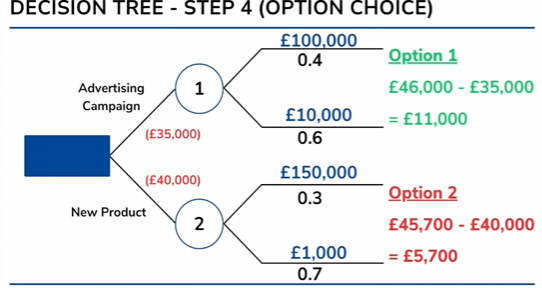 DECISION TREE - STEP 4 (OPTION CHOICE)
£100,000
0.4
Option 1
Advertising
Campaign
1
£46,000 - £35,000
£10,000
= £11,000
(£35,000)
0.6
(£40,000)
£150,000
0.3
Option 2
New Product
2
£45,700 - £40,000
£1,000
= £5,700
0.7